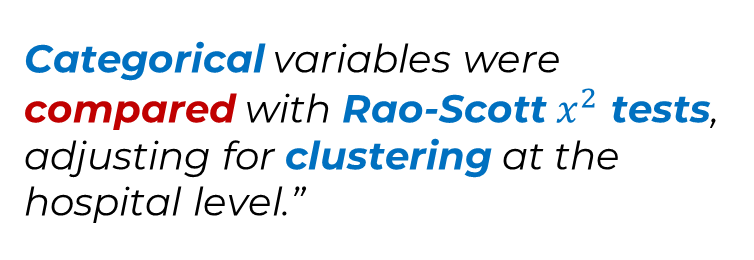 Categorical variables were
compared with Rao-Scott x² tests,
adjusting for clustering at the
hospital level.”